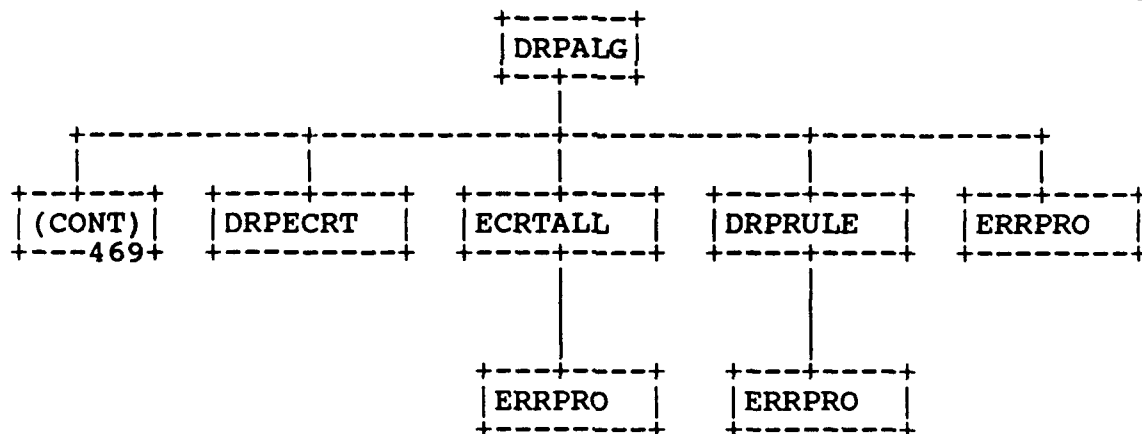 DRPALG
(CONT) DRPECRT ECRTALL DRPRULE ERRPRO
469
ERRPRO ERRPRO